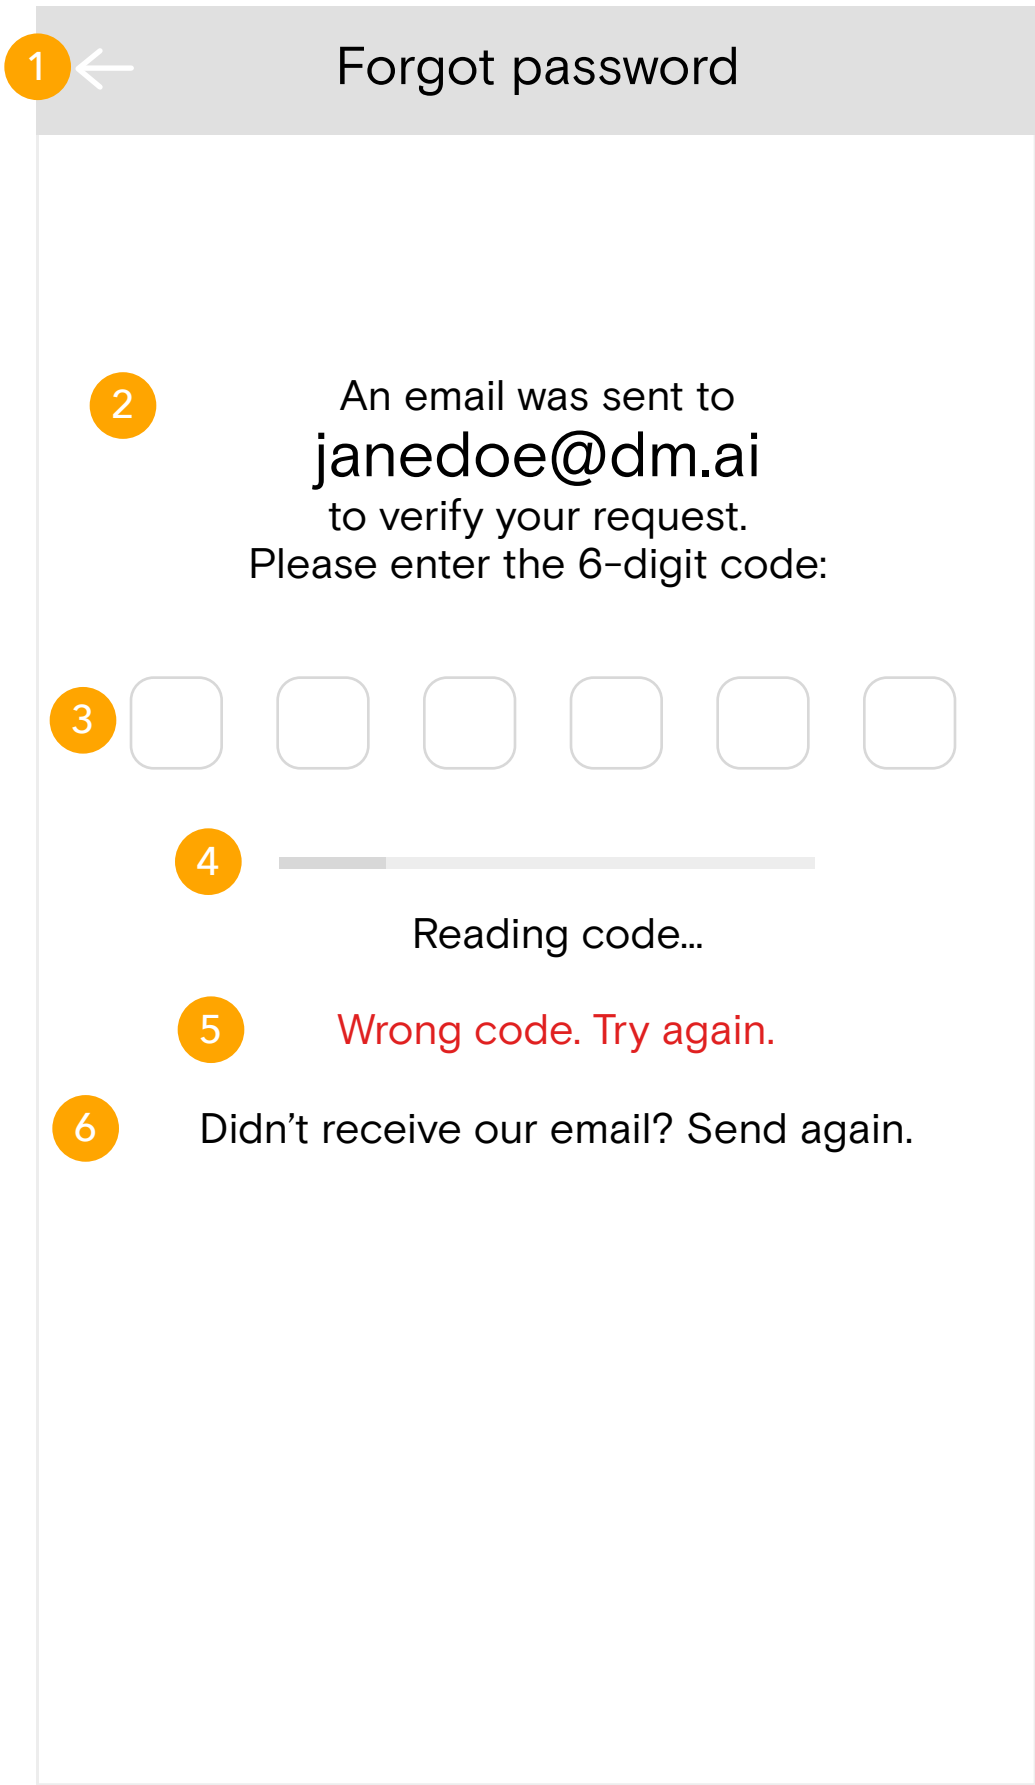 1
Forgot password
2
An email was sent to
janedoe@dm.ai
to verify your request.
Please enter the 6-digit code:
3
4
Reading code...
5
Wrong code. Try again.
6
Didn’t receive our email? Send again.